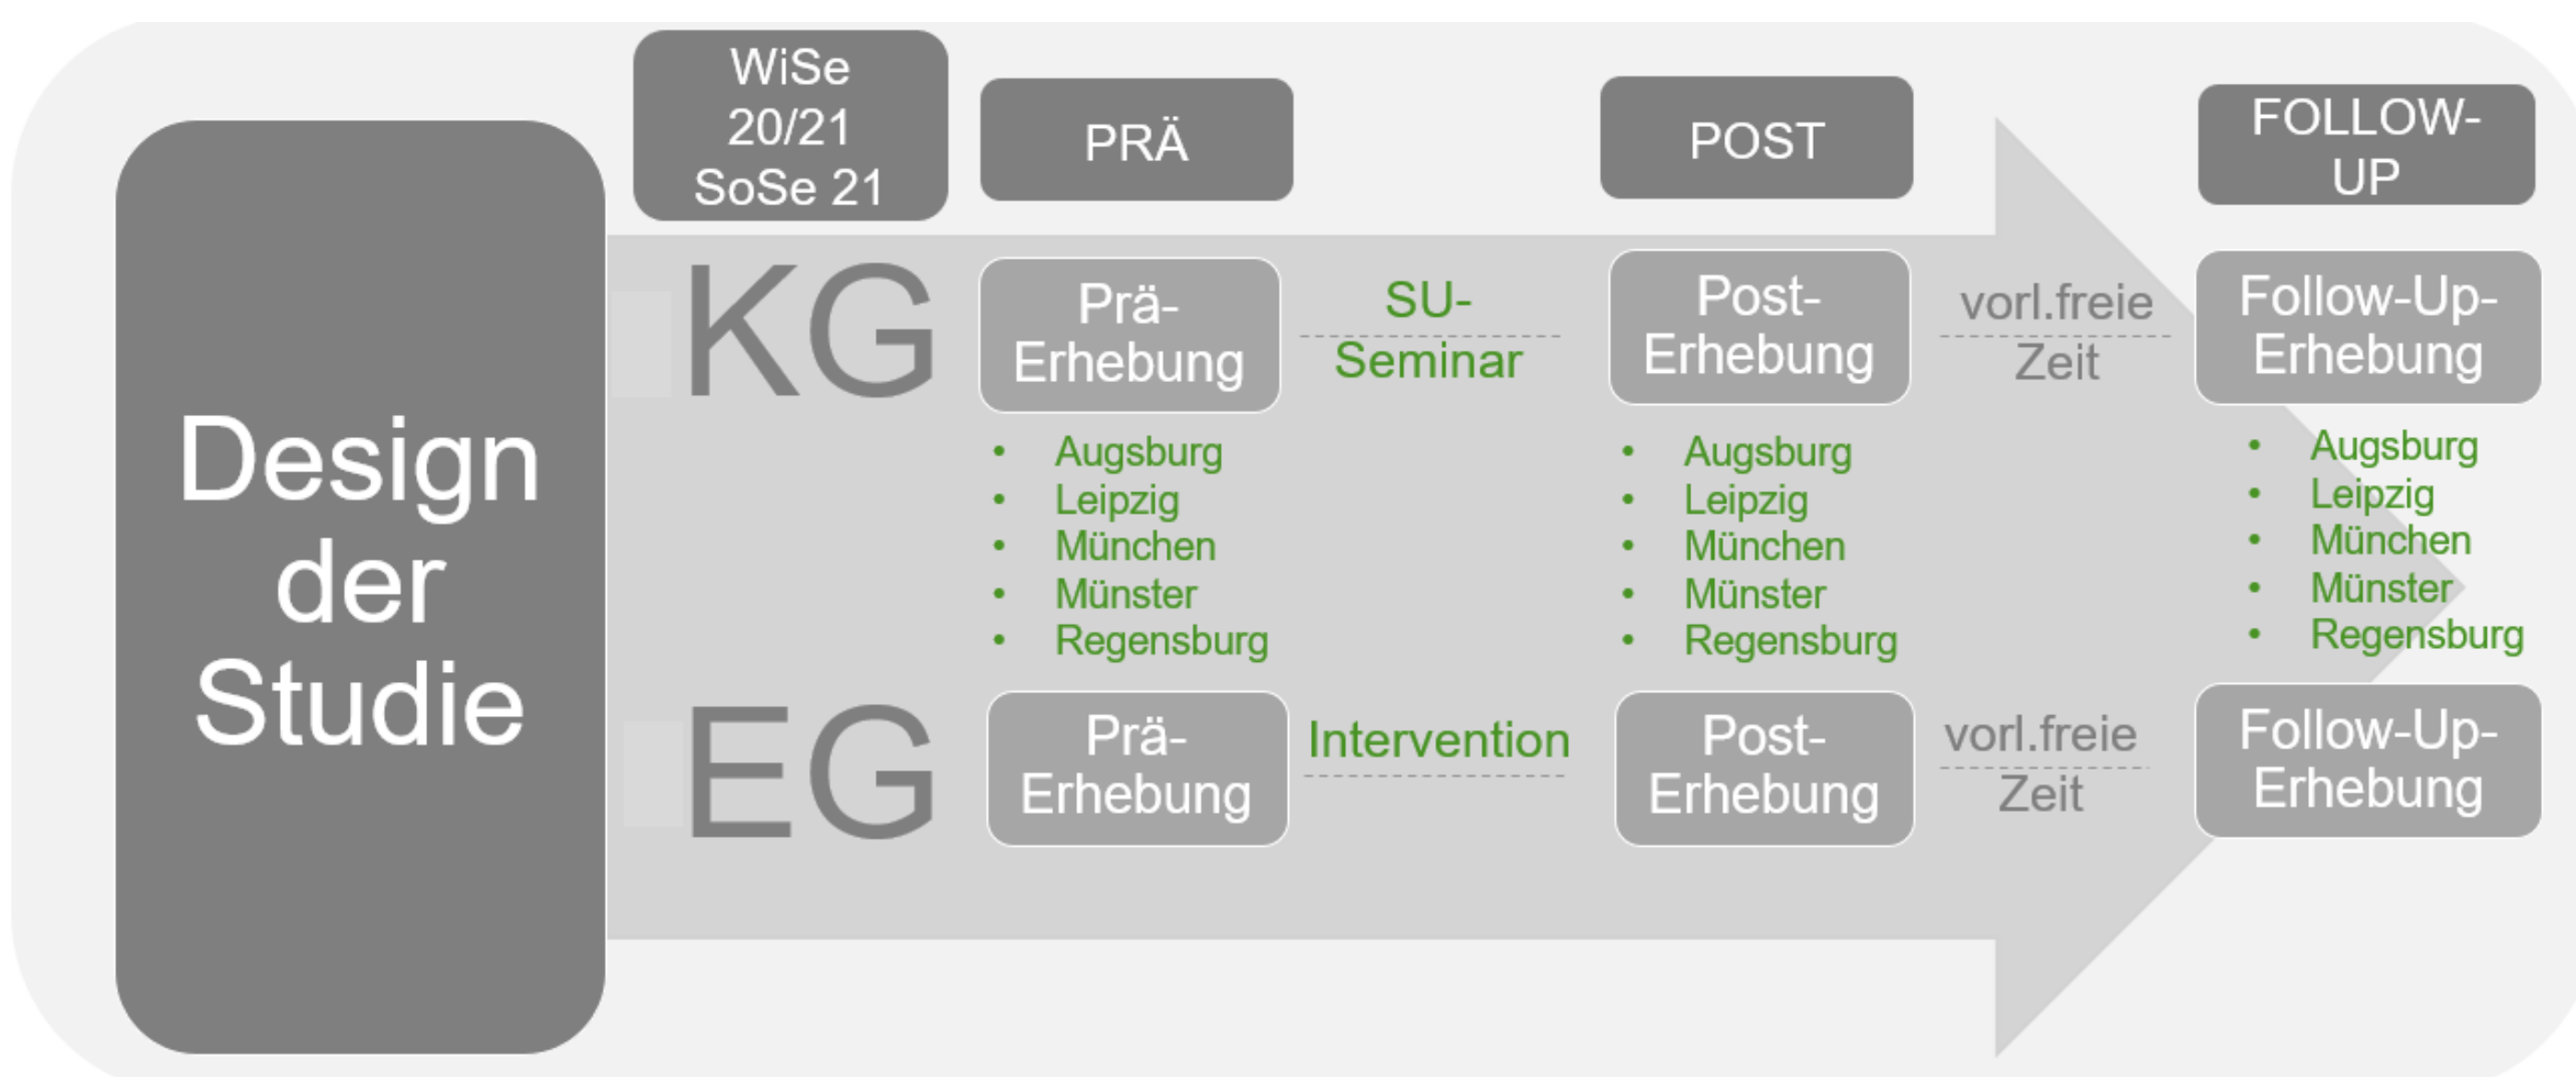 Design
der
Studie
WiSe
20/21
SoSe 21
PRÄ
POST
FOLLOW-
UP
KG
Prä-
Erhebung
SU-
Seminar
Post-
Erhebung
vorl.freie
Zeit
Follow-Up-
Erhebung
• Augsburg
• Leipzig
• München
• Münster
• Regensburg
• Augsburg
• Leipzig
• München
• Münster
• Regensburg
• Augsburg
• Leipzig
• München
• Münster
• Regensburg
EG
Prä-
Erhebung
Intervention
Post-
Erhebung
vorl.freie
Zeit
Follow-Up-
Erhebung